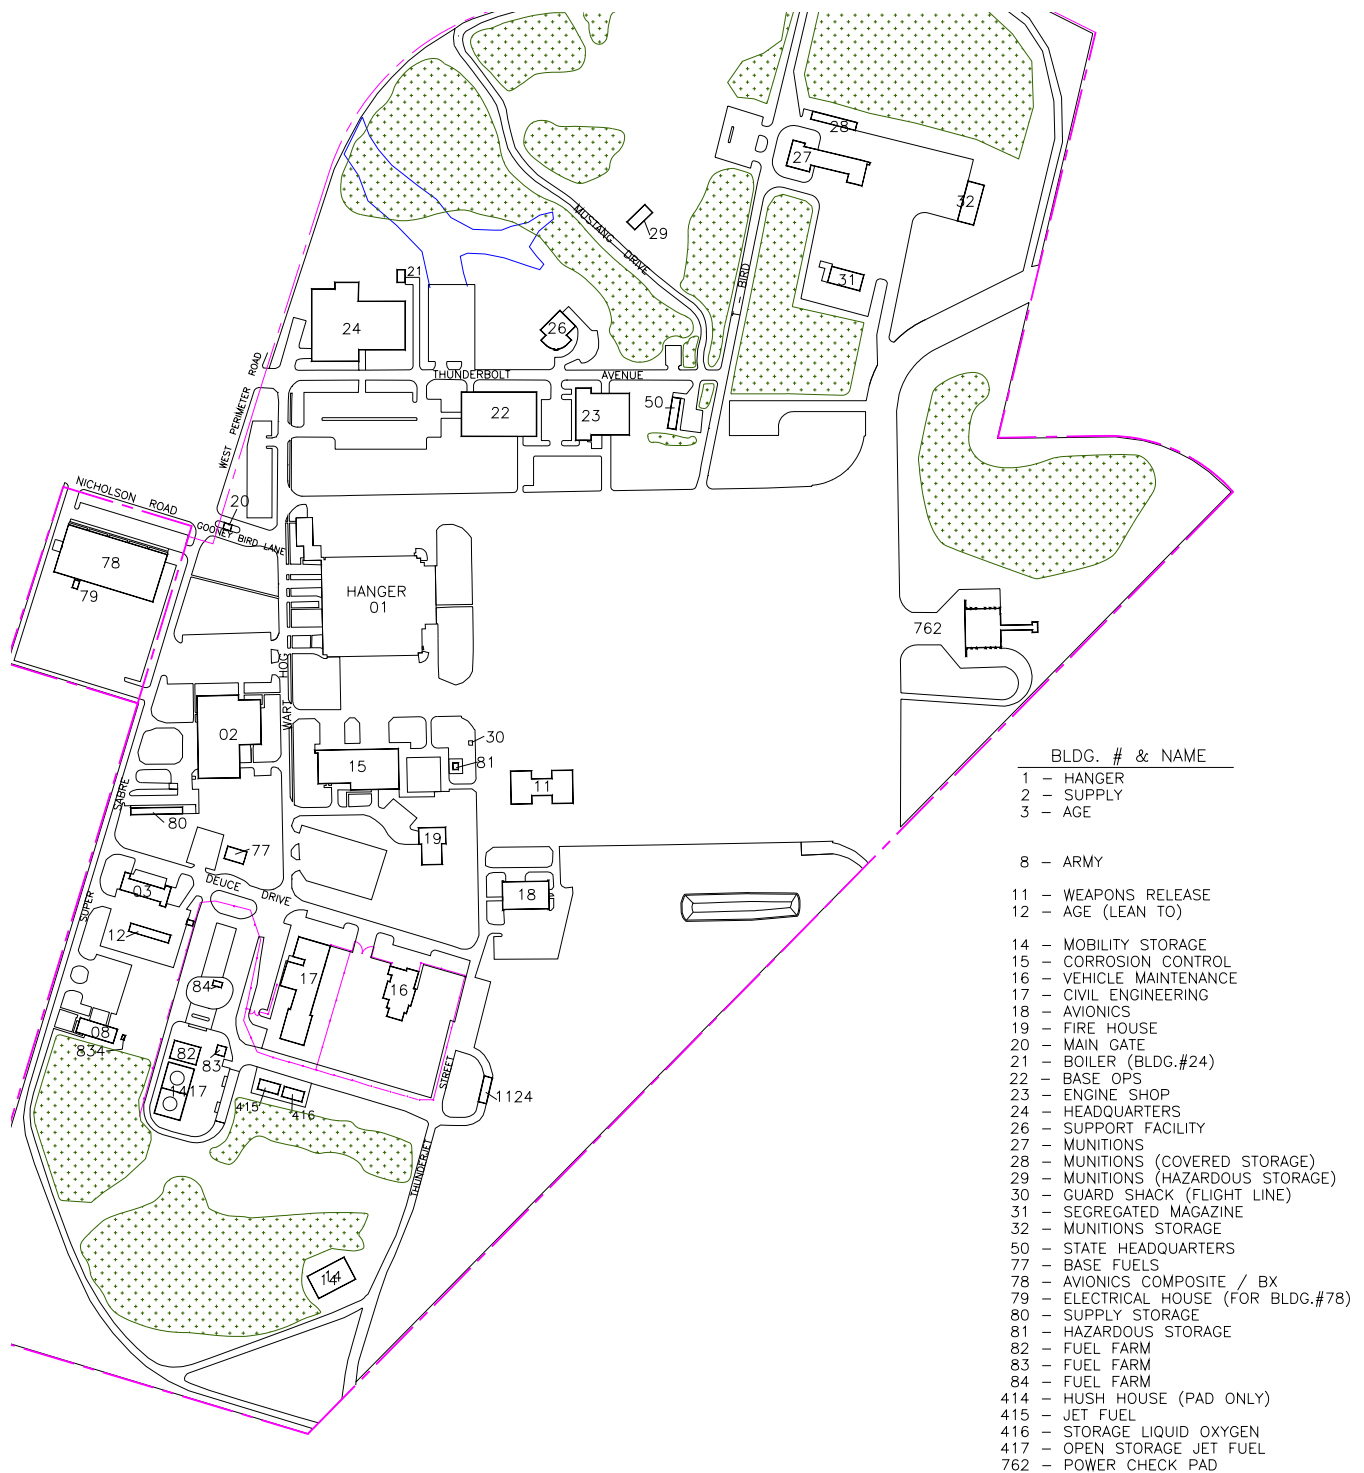 28
27
32
MUSTANG DRIVE
29
T - BIRD
21
31
24
26
WEST PERIMETER ROAD
THUNDERBOLT AVENUE
50
22
23
NICHOLSON ROAD
20
GOONEY BIRD LANE
78
79
HANGER
01
762
WART HOG
02
30
15
81
11
SABRE
80
19
77
DEUCE DRIVE
03
18
SUPER
12
17
84
16
08
834
82
83
1417
STREET
415
416
1124
THUNDERJET
14
BLDG. # & NAME
1 - HANGER
2 - SUPPLY
3 - AGE
8 - ARMY
11 - WEAPONS RELEASE
12 - AGE (LEAN TO)
14 - MOBILITY STORAGE
15 - CORROSION CONTROL
16 - VEHICLE MAINTENANCE
17 - CIVIL ENGINEERING
18 - AVIONICS
19 - FIRE HOUSE
20 - MAIN GATE
21 - BOILER (BLDG.#24)
22 - BASE OPS
23 - ENGINE SHOP
24 - HEADQUARTERS
26 - SUPPORT FACILITY
27 - MUNITIONS
28 - MUNITIONS (COVERED STORAGE)
29 - MUNITIONS (HAZARDOUS STORAGE)
30 - GUARD SHACK (FLIGHT LINE)
31 - SEGREGATED MAGAZINE
32 - MUNITIONS STORAGE
50 - STATE HEADQUARTERS
77 - BASE FUELS
78 - AVIONICS COMPOSITE / BX
79 - ELECTRICAL HOUSE (FOR BLDG.#78)
80 - SUPPLY STORAGE
81 - HAZARDOUS STORAGE
82 - FUEL FARM
83 - FUEL FARM
84 - FUEL FARM
414 - HUSH HOUSE (PAD ONLY)
415 - JET FUEL
416 - STORAGE LIQUID OXYGEN
417 - OPEN STORAGE JET FUEL
762 - POWER CHECK PAD